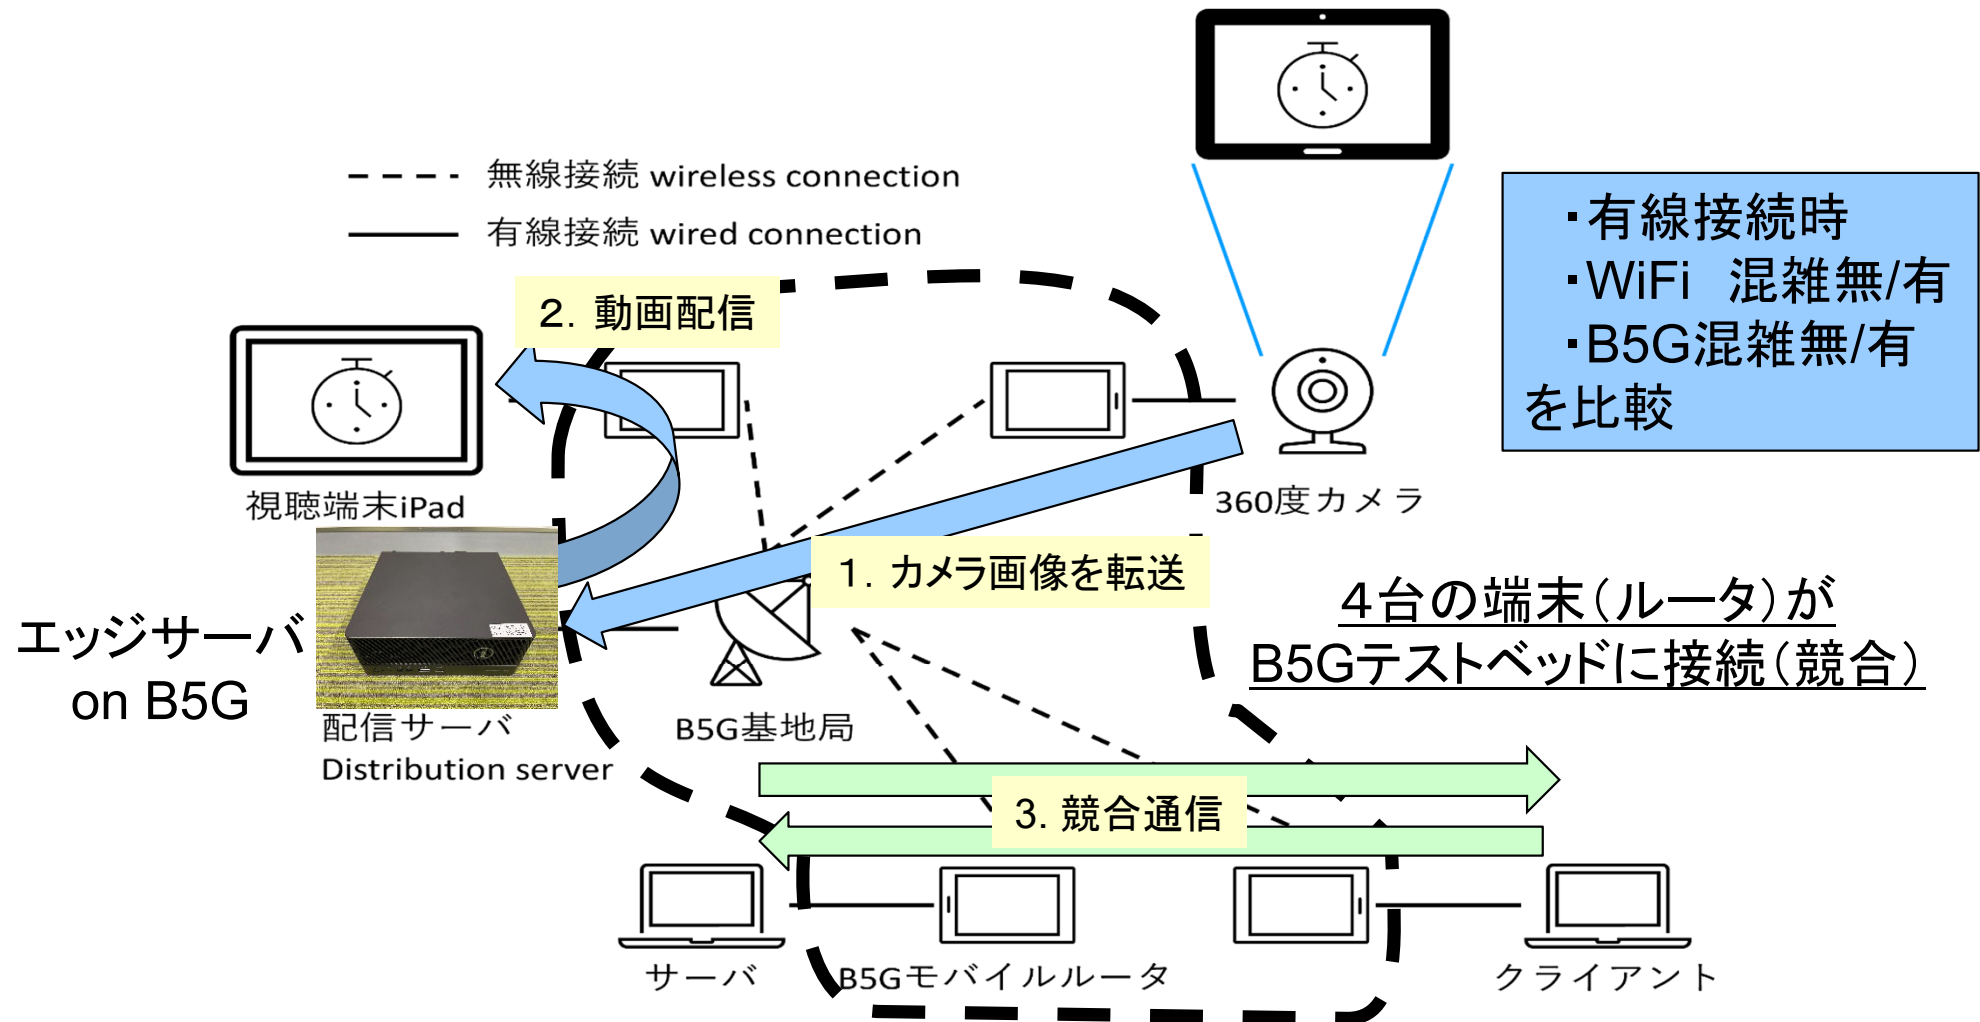 無線接続 wireless connection
有線接続 wired connection
・有線接続時
・WiFi　混雑無/有
・B5G混雑無/有
を比較
２．動画配信
視聴端末iPad
360度カメラ
１．カメラ画像を転送
４台の端末（ルータ）が
B5Gテストベッドに接続（競合）
エッジサーバ
on B5G
配信サーバ
Distribution server
B5G基地局
3. 競合通信
サーバ
B5Gモバイルルータ
クライアント